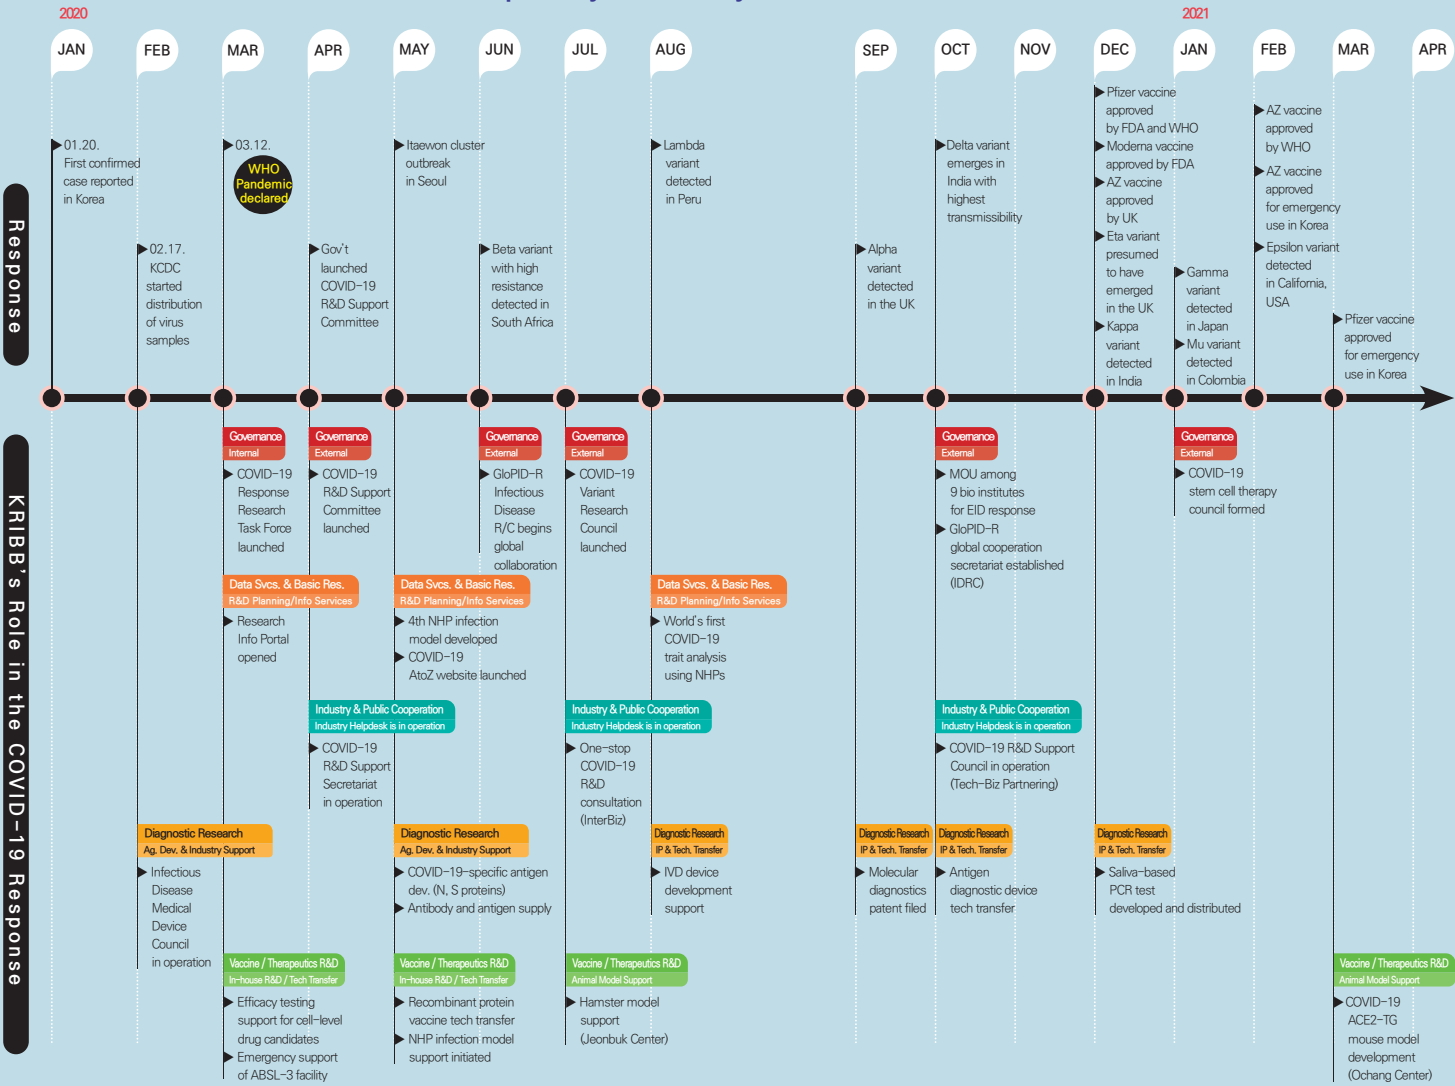 2020
2021
JAN
FEB
MAR
APR
MAY
JUN
JUL
AUG
SEP
OCT
NOV
DEC
JAN
FEB
MAR
APR
Response
01.20.
First confirmed
case reported
in Korea
02.17.
KCDC
started
distribution
of virus
samples
03.12.
WHO
Pandemic
declared
Gov't
launched
COVID-19
R&D Support
Committee
Itaewon cluster
outbreak
in Seoul
Beta variant
with high
resistance
detected in
South Africa
Lambda
variant
detected
in Peru
Alpha
variant
detected
in the UK
Delta variant
emerges in
India with
highest
transmissibility
Pfizer vaccine
approved
by FDA and WHO
Moderna vaccine
approved by FDA
AZ vaccine
approved
by UK
Eta variant
presumed
to have
emerged
in the UK
Kappa
variant
detected
in India
Gamma
variant
detected
in Japan
Mu variant
detected
in Colombia
AZ vaccine
approved
by WHO
AZ vaccine
approved
for emergency
use in Korea
Epsilon variant
detected
in California,
USA
Pfizer vaccine
approved
for emergency
use in Korea
KRIBB's Role in the COVID-19 Response
Governance
Internal
COVID-19
Response
Research
Task Force
launched
Governance
External
COVID-19
R&D Support
Committee
launched
Governance
External
GloPID-R
Infectious
Disease
R/C begins
global
collaboration
Governance
External
COVID-19
Variant
Research
Council
launched
Governance
External
MOU among
9 bio institutes
for EID response
GloPID-R
global cooperation
secretariat established
(IDRC)
Governance
External
COVID-19
stem cell therapy
council formed
Data Svcs. & Basic Res.
R&D Planning/Info Services
Research
Info Portal
opened
Data Svcs. & Basic Res.
R&D Planning/Info Services
4th NHP infection
model developed
COVID-19
AtoZ website launched
Data Svcs. & Basic Res.
R&D Planning/Info Services
World's first
COVID-19
trait analysis
using NHPs
Industry & Public Cooperation
Industry Helpdesk is in operation
COVID-19
R&D Support
Secretariat
in operation
Industry & Public Cooperation
Industry Helpdesk is in operation
One-stop
COVID-19
R&D
consultation
(InterBiz)
Industry & Public Cooperation
Industry Helpdesk is in operation
COVID-19 R&D Support
Council in operation
(Tech-Biz Partnering)
Diagnostic Research
Ag. Dev. & Industry Support
Infectious
Disease
Medical
Device
Council
in operation
Diagnostic Research
Ag. Dev. & Industry Support
COVID-19-specific antigen
dev. (N, S proteins)
Antibody and antigen supply
Diagnostic Research
IP & Tech. Transfer
IVD device
development
support
Diagnostic Research
IP & Tech. Transfer
Molecular
diagnostics
patent filed
Diagnostic Research
IP & Tech. Transfer
Antigen
diagnostic device
tech transfer
Diagnostic Research
IP & Tech. Transfer
Saliva-based
PCR test
developed and distributed
Vaccine / Therapeutics R&D
In-house R&D / Tech Transfer
Efficacy testing
support for cell-level
drug candidates
Emergency support
of ABSL-3 facility
Vaccine / Therapeutics R&D
In-house R&D / Tech Transfer
Recombinant protein
vaccine tech transfer
NHP infection model
support initiated
Vaccine / Therapeutics R&D
Animal Model Support
Hamster model
support
(Jeonbuk Center)
Vaccine / Therapeutics R&D
Animal Model Support
COVID-19
ACE2-TG
mouse model
development
(Ochang Center)